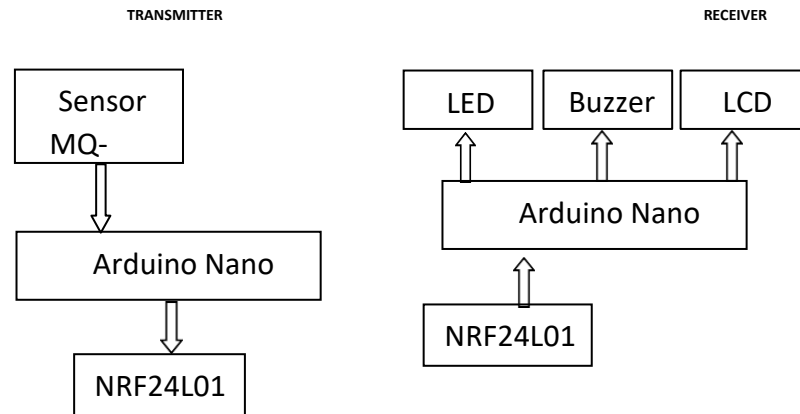 TRANSMITTER
Sensor
MQ-
Arduino Nano
NRF24L01
RECEIVER
LED
Buzzer
LCD
Arduino Nano
NRF24L01